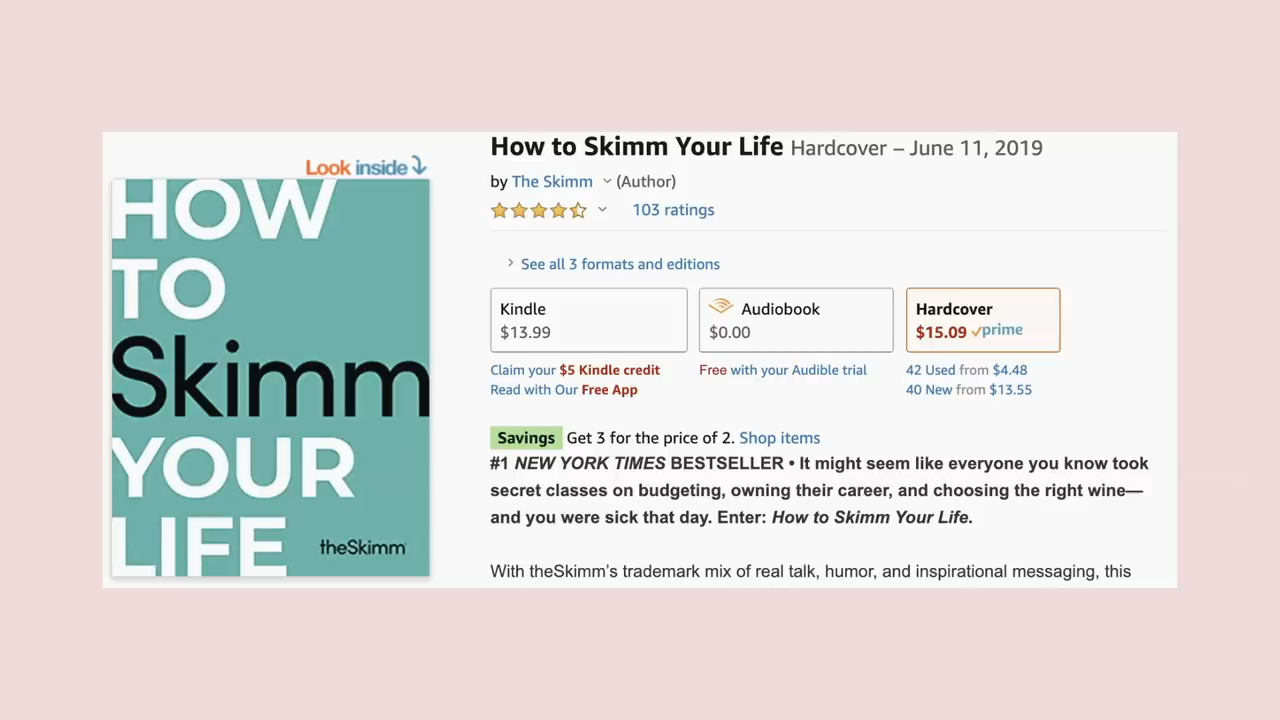 Look inside
HOW
TO
Skimm
YOUR
LIFE
theSkimm
How to Skimm Your Life Hardcover – June 11, 2019
by The Skimm (Author)
103 ratings
See all 3 formats and editions
Kindle
$13.99
Audiobook
$0.00
Hardcover
$15.09 prime
Claim your $5 Kindle credit
Read with Our Free App
Free with your Audible trial
42 Used from $4.48
40 New from $13.55
Savings Get 3 for the price of 2. Shop items
#1 NEW YORK TIMES BESTSELLER • It might seem like everyone you know took
secret classes on budgeting, owning their career, and choosing the right wine—
and you were sick that day. Enter: How to Skimm Your Life.
With theSkimm’s trademark mix of real talk, humor, and inspirational messaging, this